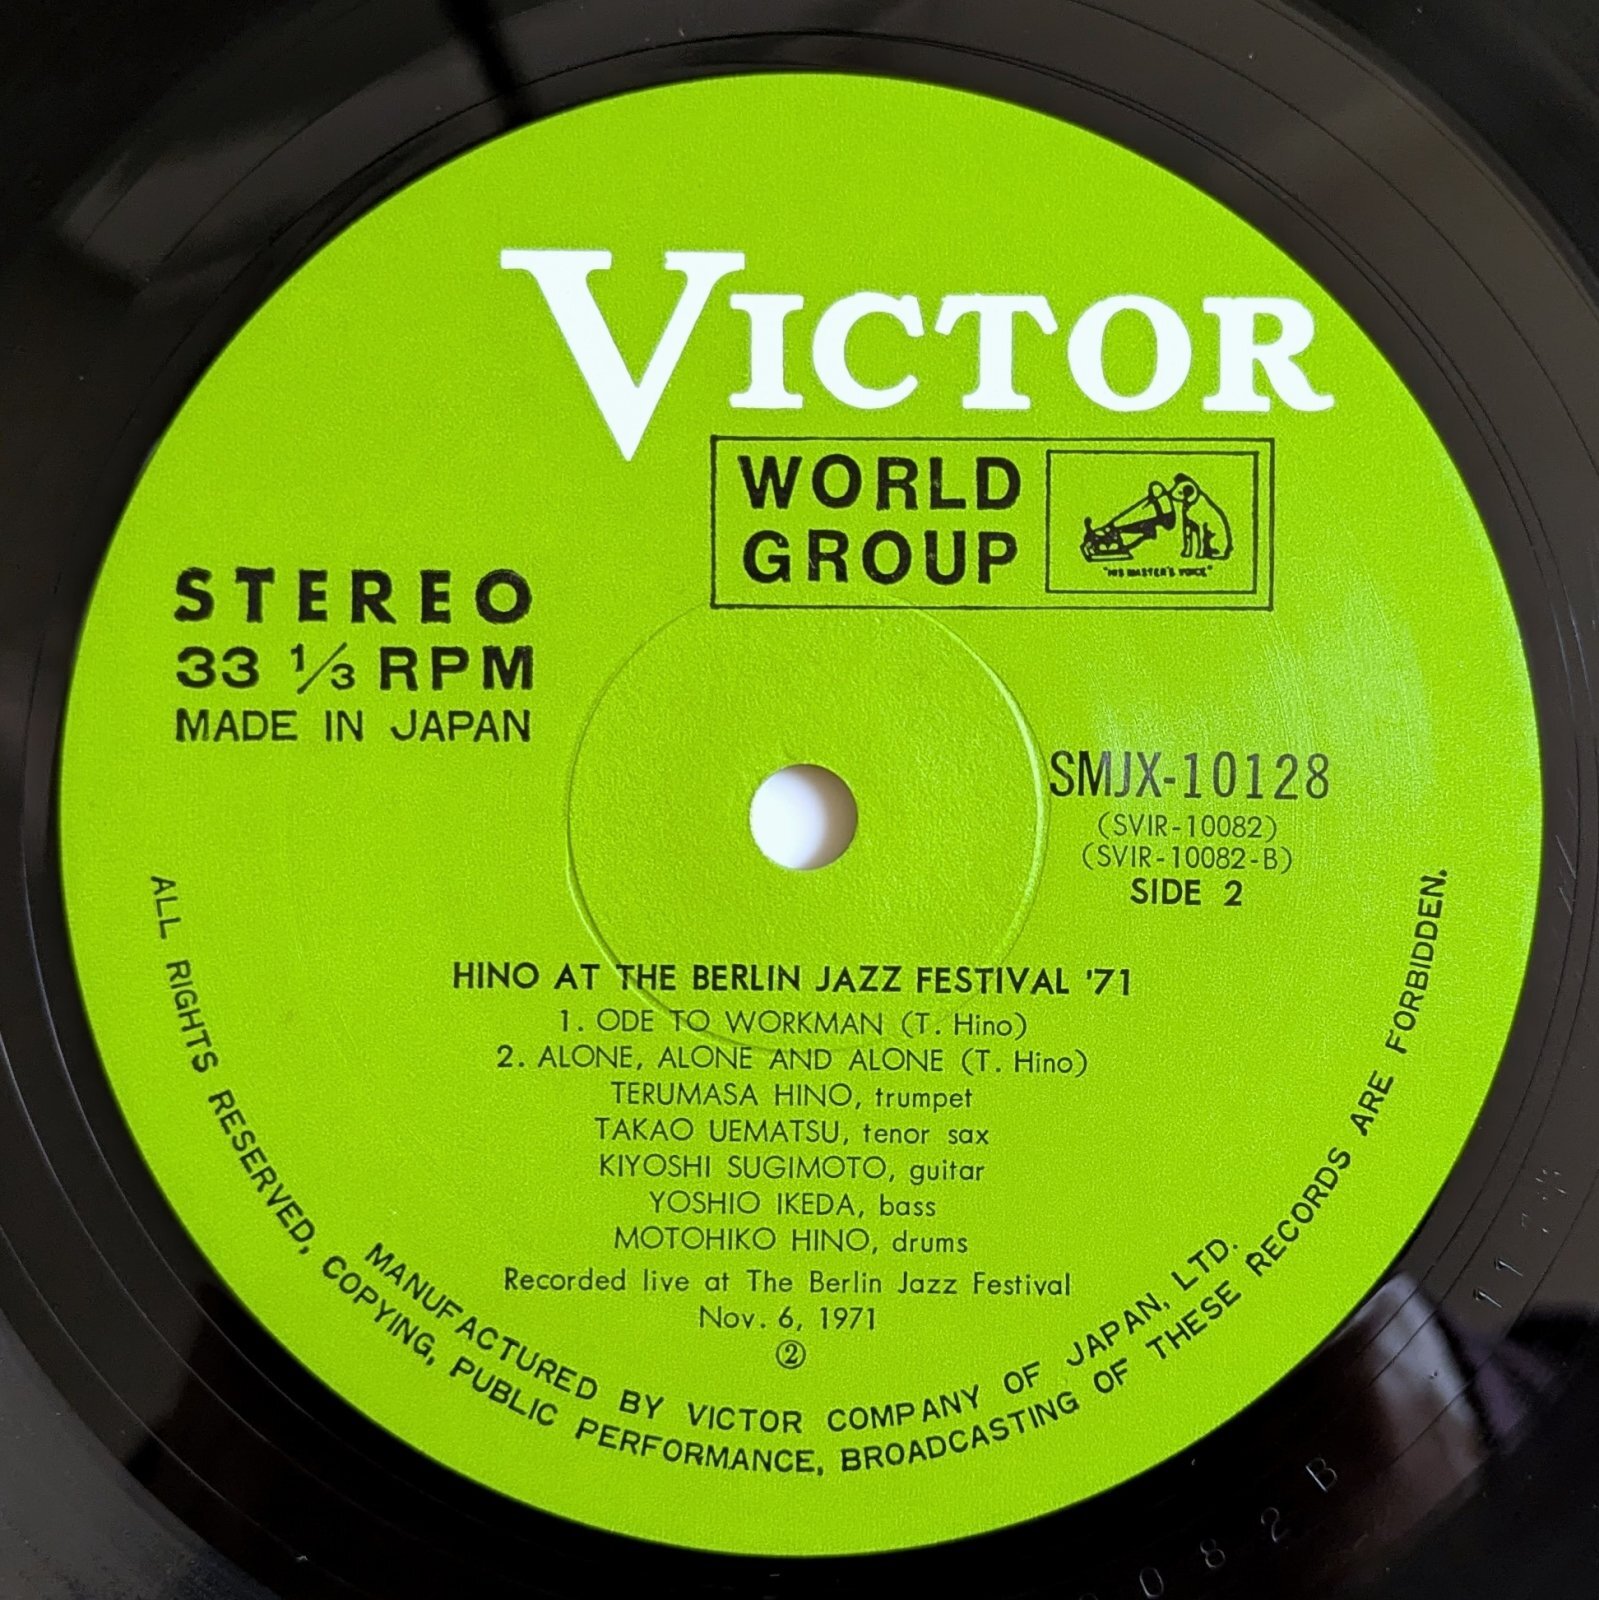 VICTOR
WORLD
GROUP
"HIS MASTER'S VOICE"
STEREO
33 1/3 RPM
MADE IN JAPAN
SMJX-10128
(SVIR-10082)
(SVIR-10082-B)
SIDE 2
HINO AT THE BERLIN JAZZ FESTIVAL '71
1. ODE TO WORKMAN (T. Hino)
2. ALONE, ALONE AND ALONE (T. Hino)
TERUMASA HINO, trumpet
TAKAO UEMATSU, tenor sax
KIYOSHI SUGIMOTO, guitar
YOSHIO IKEDA, bass
MOTOHIKO HINO, drums
Recorded live at The Berlin Jazz Festival
Nov. 6, 1971
②
MANUFACTURED BY VICTOR COMPANY OF JAPAN, LTD.
ALL RIGHTS RESERVED, COPYING, PUBLIC PERFORMANCE, BROADCASTING OF THESE RECORDS ARE FORBIDDEN.
082B